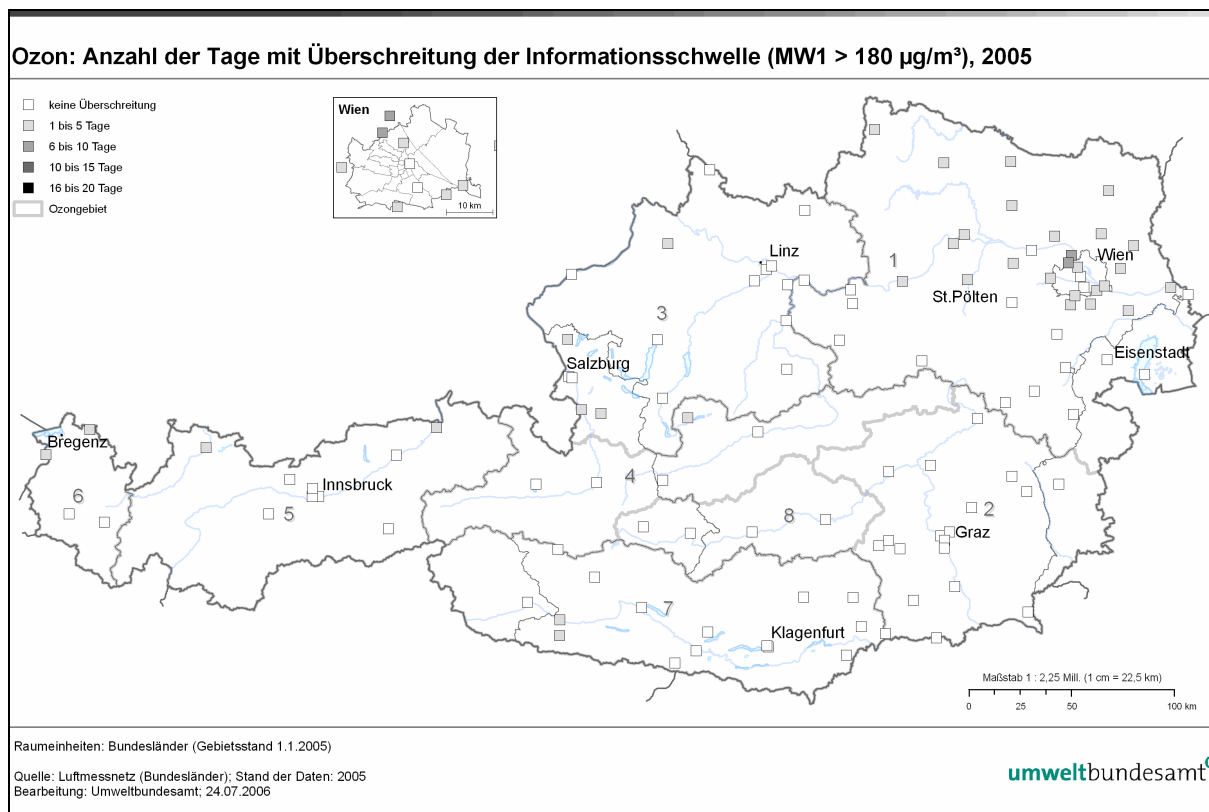 Ozon: Anzahl der Tage mit Überschreitung der Informationsschwelle (MW1 > 180 µg/m³), 2005
keine Überschreitung
1 bis 5 Tage
6 bis 10 Tage
10 bis 15 Tage
16 bis 20 Tage
Ozongebiet
Wien
10 km
Linz
1
Wien
St.Pölten
3
Salzburg
Eisenstadt
Bregenz
4
Innsbruck
6
5
8
2
Graz
7
Klagenfurt
Maßstab 1 : 2,25 Mill. (1 cm = 22,5 km)
0 25 50 100 km
Raumeinheiten: Bundesländer (Gebietsstand 1.1.2005)
Quelle: Luftmessnetz (Bundesländer); Stand der Daten: 2005
Bearbeitung: Umweltbundesamt; 24.07.2006
umweltbundesamt